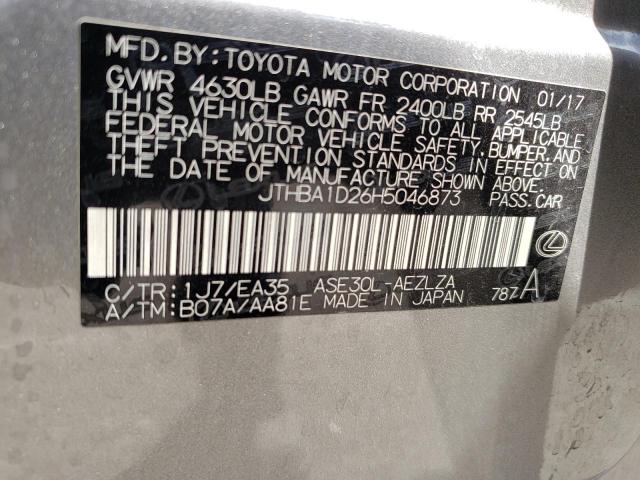 MFD. BY: TOYOTA MOTOR CORPORATION 01/17
GVWR 4630LB GAWR FR 2400LB RR 2545LB
THIS VEHICLE CONFORMS TO ALL APPLICABLE
FEDERAL MOTOR VEHICLE SAFETY, BUMPER, AND
THEFT PREVENTION STANDARDS IN EFFECT ON
THE DATE OF MANUFACTURE SHOWN ABOVE.
JTHBA1D26H5046873 PASS.CAR
C/TR: 1J7/EA35 ASE30L-AEZLZA
A/TM: B07A/AA81E MADE IN JAPAN 787 A